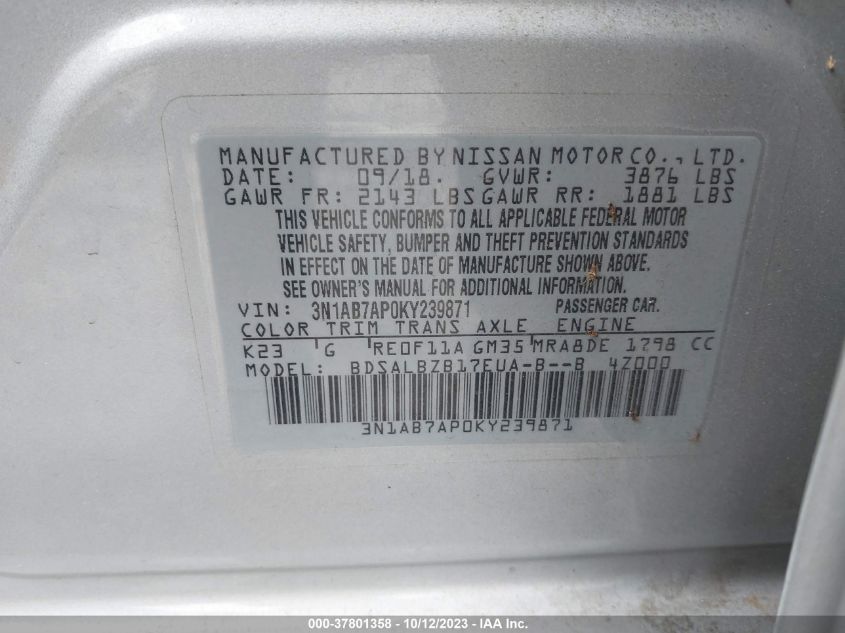 MANUFACTURED BY NISSAN MOTOR CO., LTD.
DATE: 09/18. GVWR: 3876 LBS
GAWR FR: 2143 LBS GAWR RR: 1881 LBS
THIS VEHICLE CONFORMS TO ALL APPLICABLE FEDERAL MOTOR
VEHICLE SAFETY, BUMPER AND THEFT PREVENTION STANDARDS
IN EFFECT ON THE DATE OF MANUFACTURE SHOWN ABOVE.
SEE OWNER'S MANUAL FOR ADDITIONAL INFORMATION.
VIN: 3N1AB7AP0KY239871 PASSENGER CAR.
COLOR TRIM TRANS AXLE ENGINE
K23 G RE0F11A GM35 MRA8DE 1798 CC
MODEL: BDSALBZB17EUA-B--B 4Z000
3N1AB7AP0KY239871
000-37801358 - 10/12/2023 - IAA Inc.